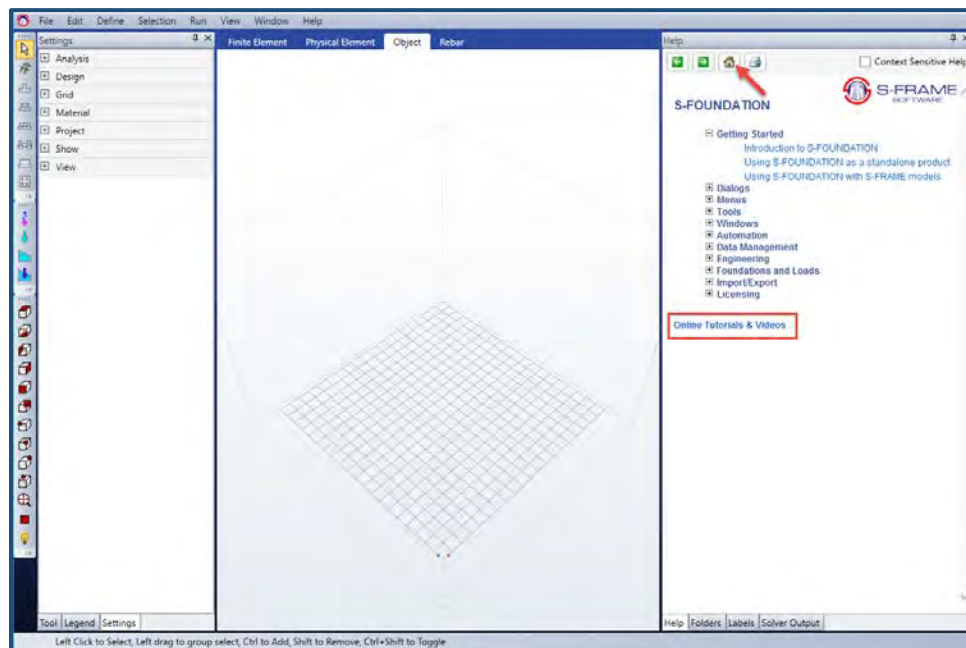 File Edit Define Selection Run View Window Help
Settings
Analysis
Design
Grid
Material
Project
Show
View
Tool Legend Settings
Finite Element Physical Element Object Rebar
Help
Context Sensitive Help
S-FRAME
SOFTWARE
S-FOUNDATION
Getting Started
Introduction to S-FOUNDATION
Using S-FOUNDATION as a standalone product
Using S-FOUNDATION with S-FRAME models
Dialogs
Menus
Tools
Windows
Automation
Data Management
Engineering
Foundations and Loads
Import/Export
Licensing
Online Tutorials & Videos
Help Folders Labels Solver Output
Left Click to Select, Left drag to group select, Ctrl to Add, Shift to Remove, Ctrl+Shift to Toggle